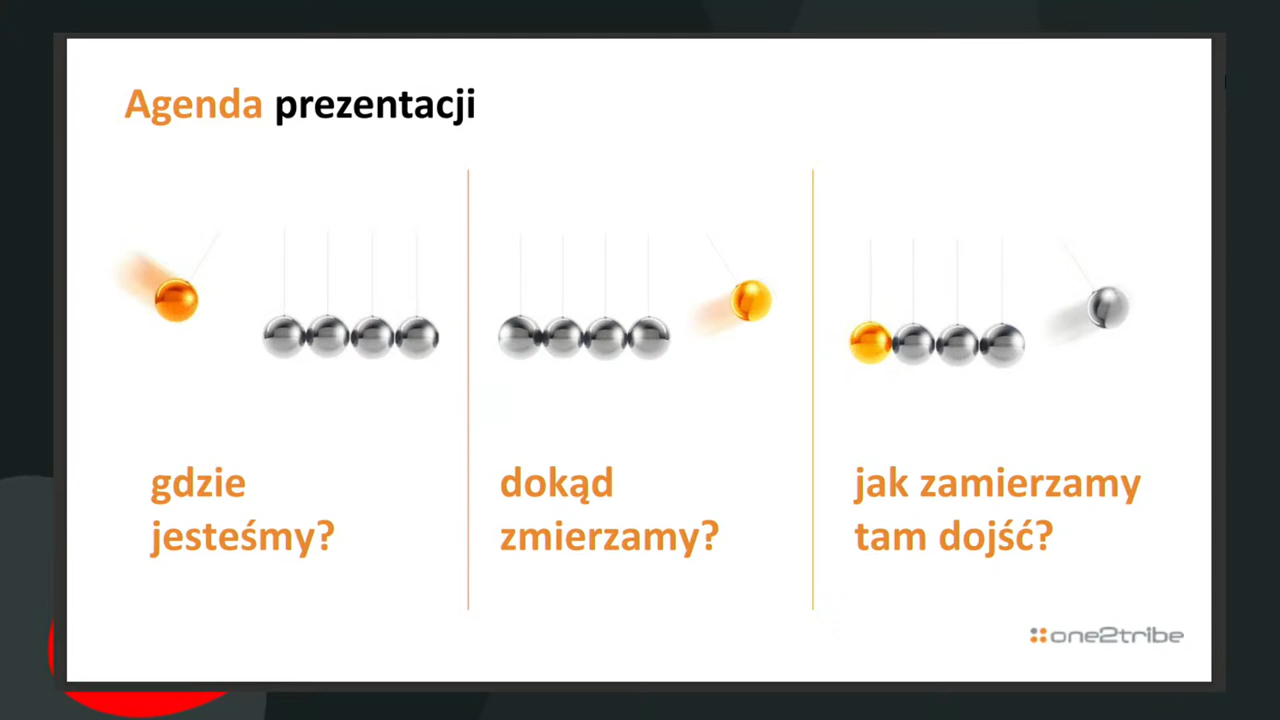 Agenda prezentacji
gdzie
jesteśmy?
dokąd
zmierzamy?
jak zamierzamy
tam dojść?
one2tribe